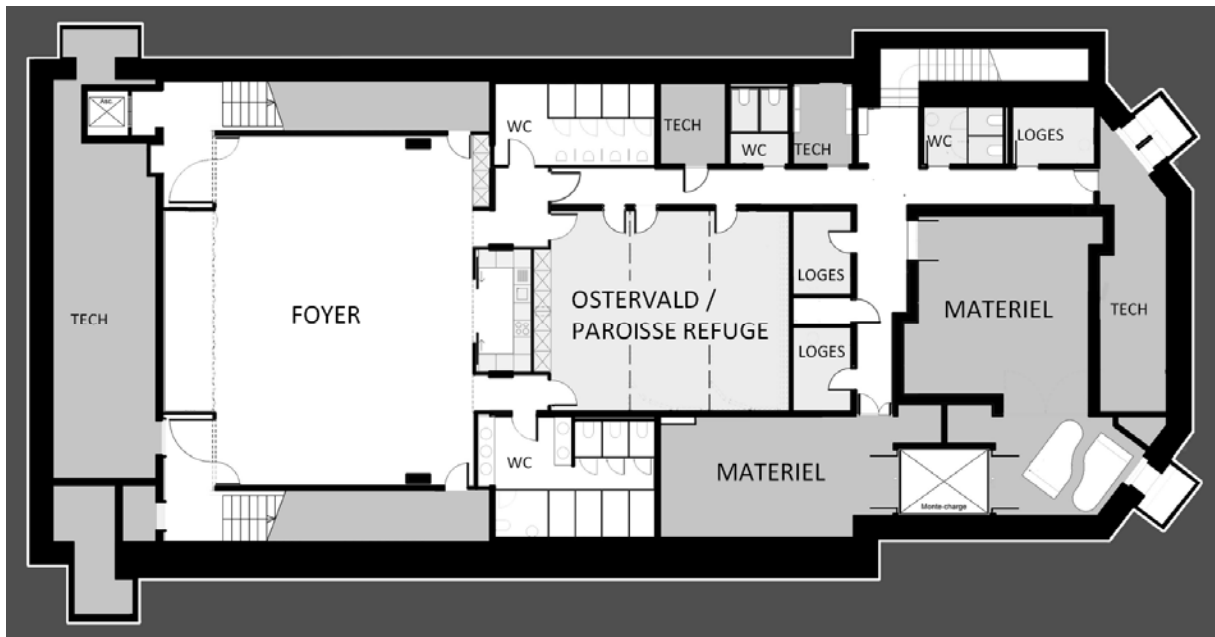 Asc.
WC
TECH
WC
TECH
WC
LOGES
TECH
FOYER
OSTERVALD /
PAROISSE REFUGE
LOGES
LOGES
MATERIEL
TECH
WC
MATERIEL
Monte-charge